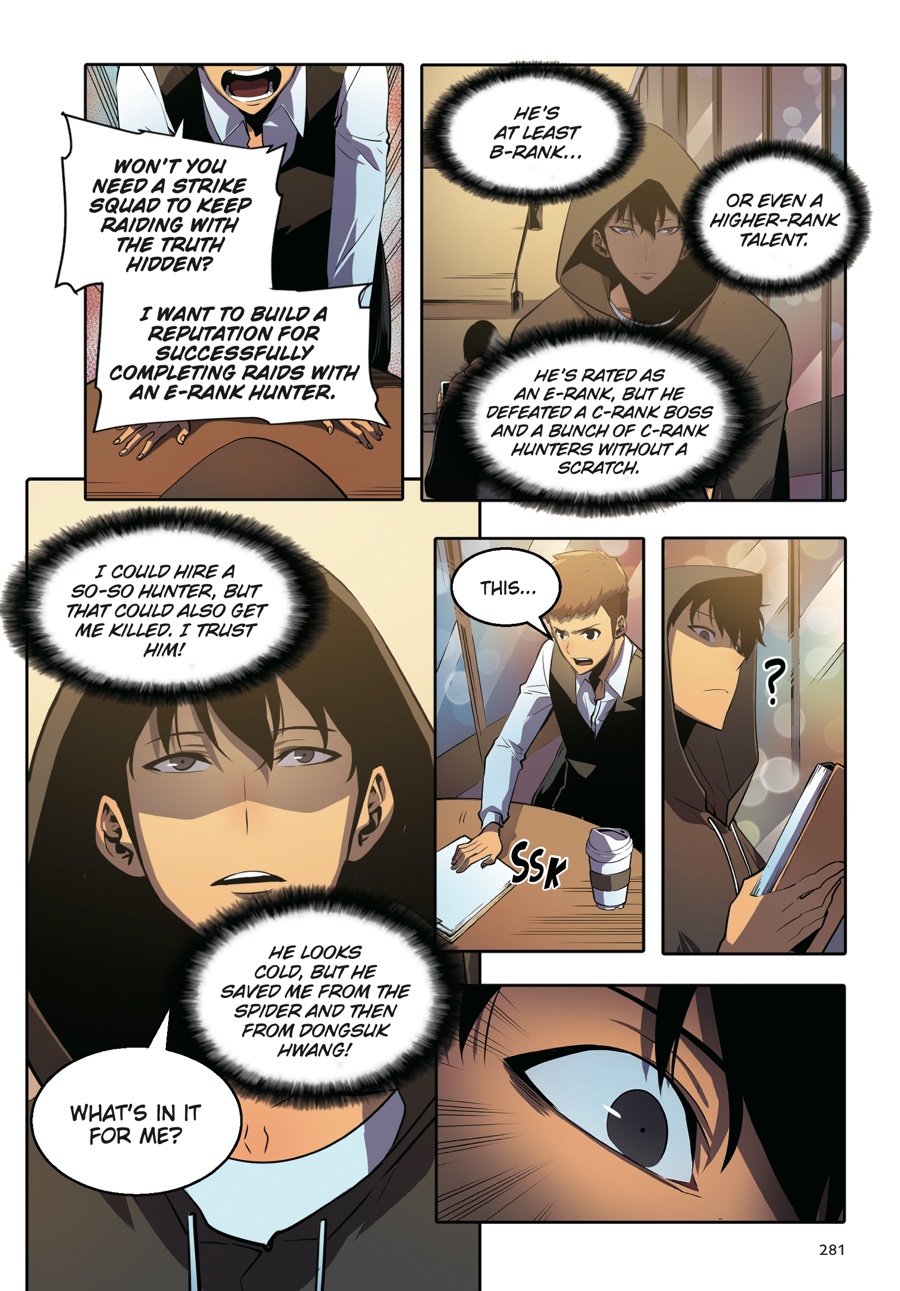 WON'T YOU
NEED A STRIKE
SQUAD TO KEEP
RAIDING WITH
THE TRUTH
HIDDEN?
I WANT TO BUILD A
REPUTATION FOR
SUCCESSFULLY
COMPLETING RAIDS WITH
AN E-RANK HUNTER.
HE'S
AT LEAST
B-RANK...
OR EVEN A
HIGHER-RANK
TALENT.
HE'S RATED AS
AN E-RANK, BUT HE
DEFEATED A C-RANK BOSS
AND A BUNCH OF C-RANK
HUNTERS WITHOUT A
SCRATCH.
I COULD HIRE A
SO-SO HUNTER, BUT
THAT COULD ALSO GET
ME KILLED. I TRUST
HIM!
HE LOOKS
COLD, BUT HE
SAVED ME FROM THE
SPIDER AND THEN
FROM DONGSUK
HWANG!
WHAT'S IN IT
FOR ME?
THIS...
SSK
?
281